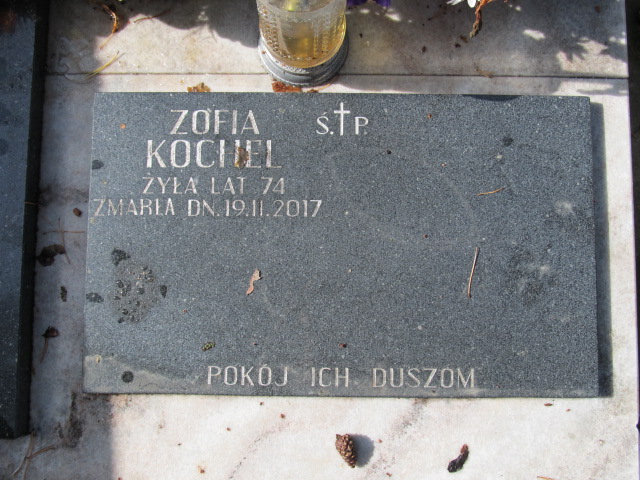 ZOFIA Ś.†P.
KOCHEL
ŻYŁA LAT 74
ZMARŁA DN. 19.11.2017
POKÓJ ICH DUSZOM